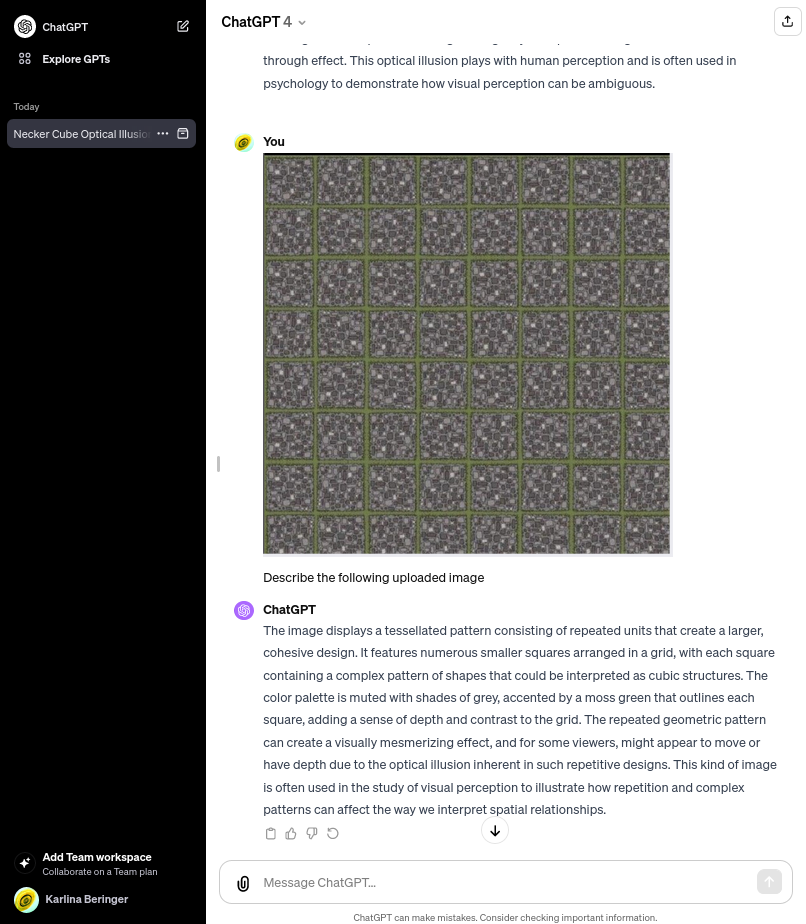 ChatGPT
Explore GPTs
Today
Necker Cube Optical Illusio
Add Team workspace
Collaborate on a Team plan
Karlina Beringer
ChatGPT 4
through effect. This optical illusion plays with human perception and is often used in
psychology to demonstrate how visual perception can be ambiguous.
You
Describe the following uploaded image
ChatGPT
The image displays a tessellated pattern consisting of repeated units that create a larger,
cohesive design. It features numerous smaller squares arranged in a grid, with each square
containing a complex pattern of shapes that could be interpreted as cubic structures. The
color palette is muted with shades of grey, accented by a moss green that outlines each
square, adding a sense of depth and contrast to the grid. The repeated geometric pattern
can create a visually mesmerizing effect, and for some viewers, might appear to move or
have depth due to the optical illusion inherent in such repetitive designs. This kind of image
is often used in the study of visual perception to illustrate how repetition and complex
patterns can affect the way we interpret spatial relationships.
Message ChatGPT...
ChatGPT can make mistakes. Consider checking important information.